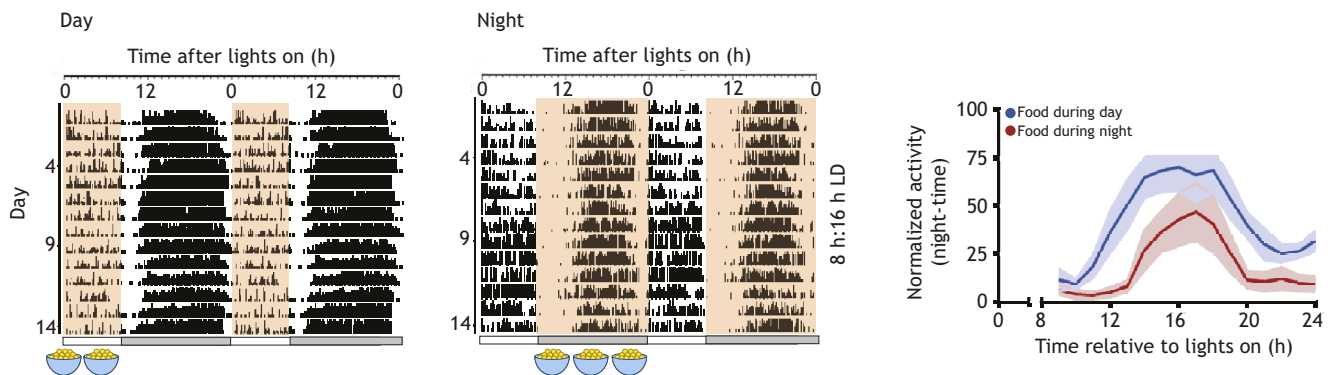 Day
Time after lights on (h)
0 12 0 12 0
Day
4
9
14
Night
Time after lights on (h)
0 12 0 12 0
4
9
14
8 h:16 h LD
Normalized activity
(night-time)
100
75
50
25
0
Food during day
Food during night
0 8 12 16 20 24
Time relative to lights on (h)